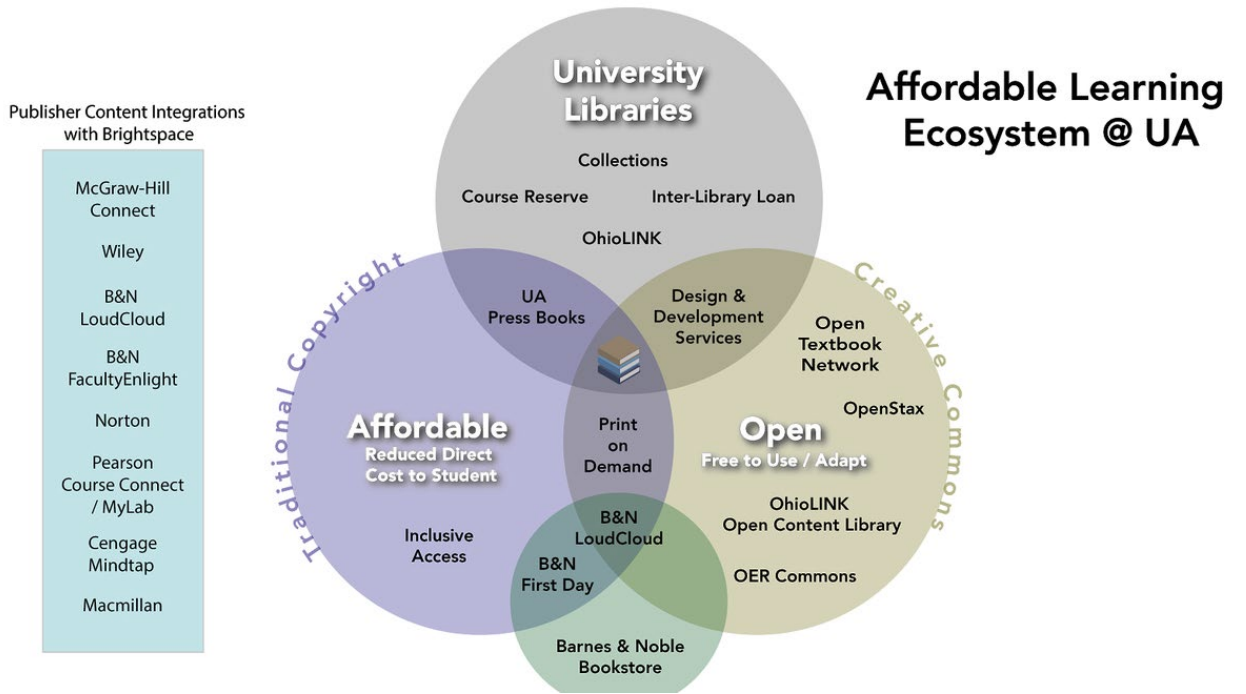 Affordable Learning
Ecosystem @ UA
Publisher Content Integrations
with Brightspace
McGraw-Hill
Connect
Wiley
B&N
LoudCloud
B&N
FacultyEnlight
Norton
Pearson
Course Connect
/ MyLab
Cengage
Mindtap
Macmillan
University
Libraries
Collections
Course Reserve
Inter-Library Loan
OhioLINK
Traditional Copyright
UA
Press Books
Design &
Development
Services
Creative Commons
Open
Textbook
Network
OpenStax
Affordable
Reduced Direct
Cost to Student
Print
on
Demand
Open
Free to Use / Adapt
OhioLINK
Open Content Library
OER Commons
Inclusive
Access
B&N
LoudCloud
B&N
First Day
Barnes & Noble
Bookstore